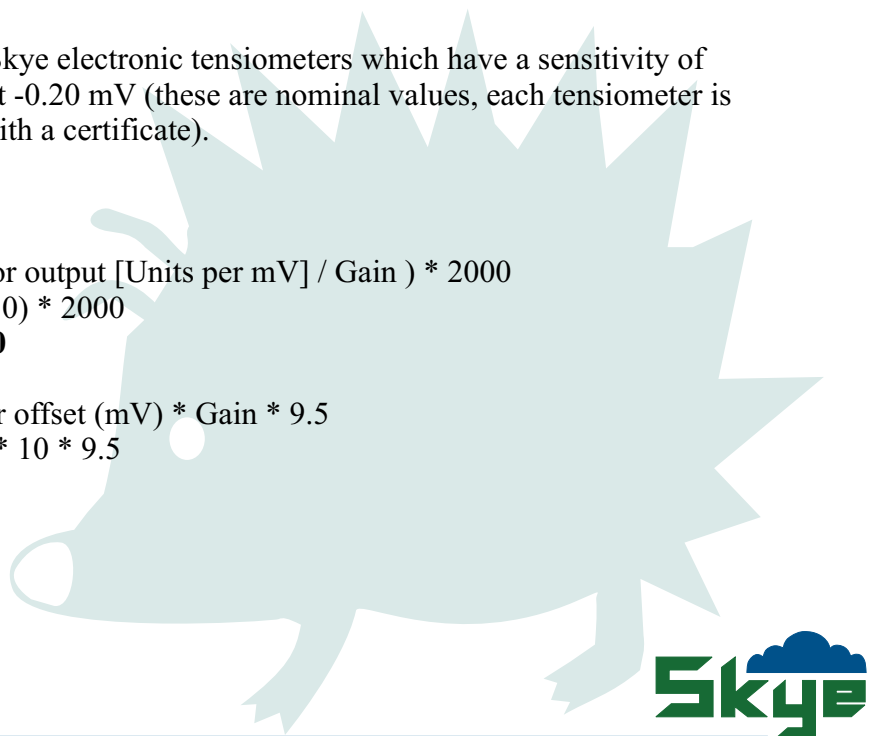 kye electronic tensiometers which have a sensitivity of
-0.20 mV (these are nominal values, each tensiometer is
ith a certificate).
or output [Units per mV] / Gain ) * 2000
0) * 2000
0
r offset (mV) * Gain * 9.5
* 10 * 9.5
Skye